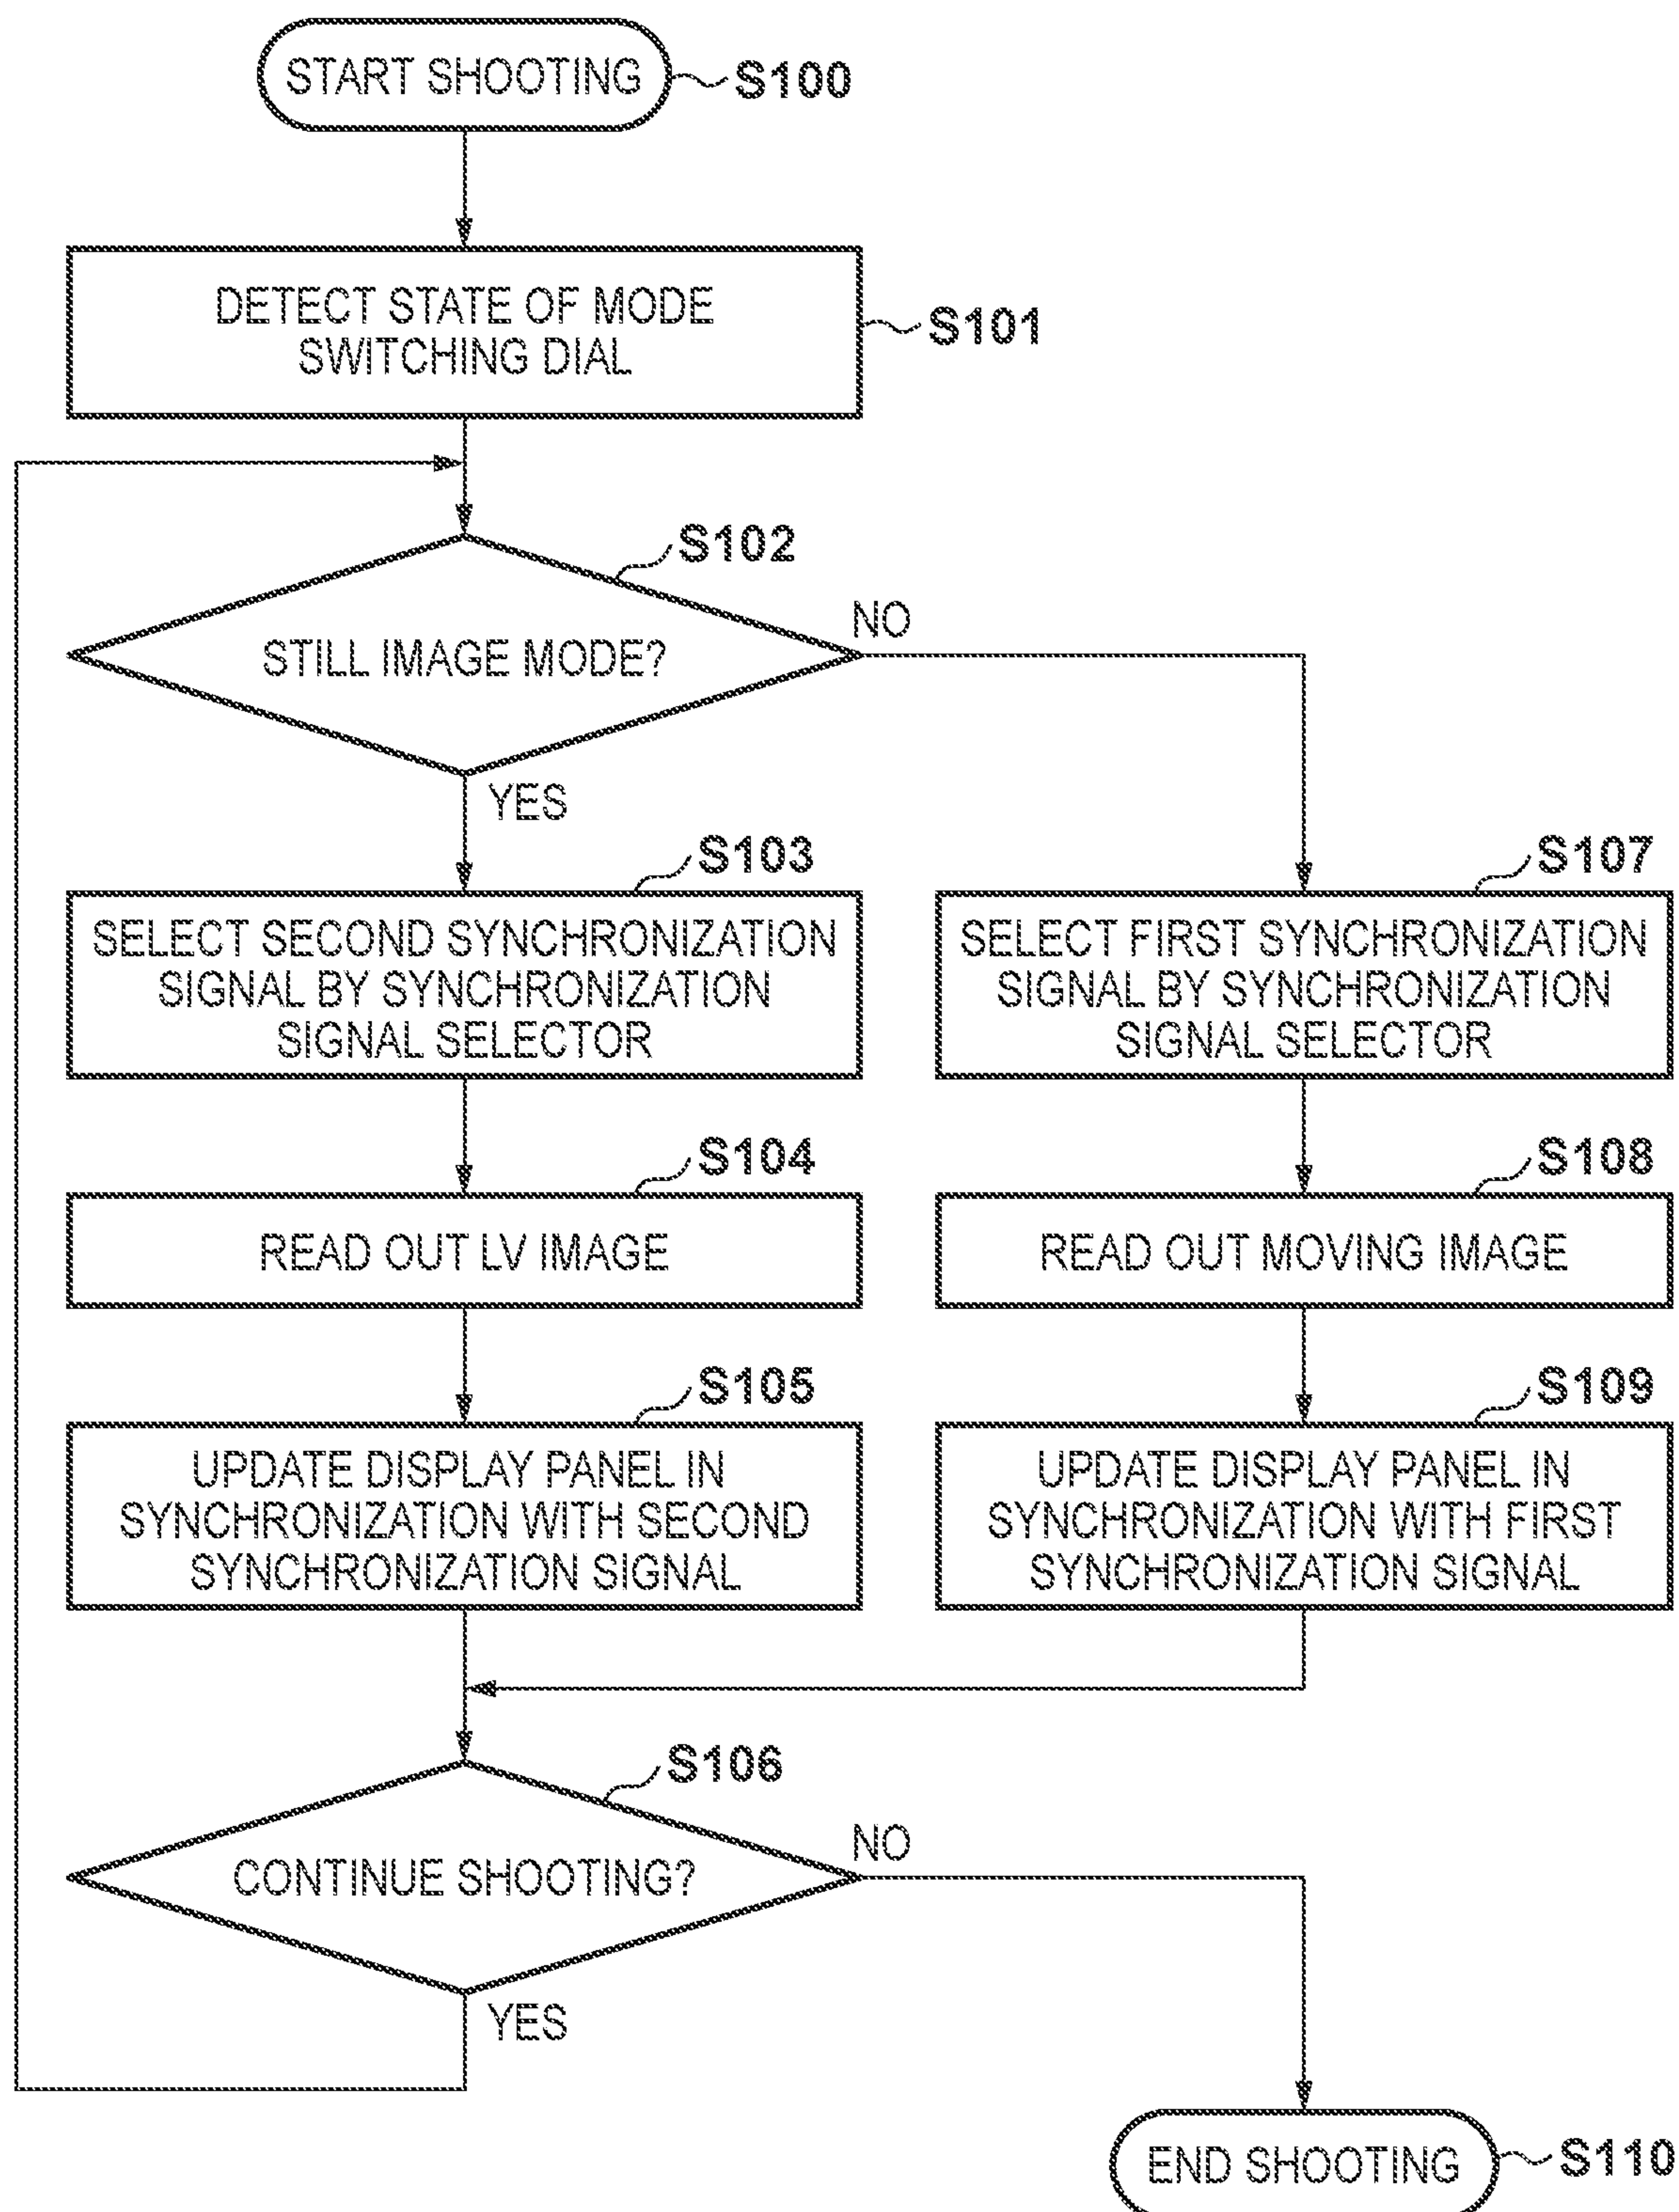 START SHOOTING
S100
DETECT STATE OF MODE
SWITCHING DIAL
S101
S102
STILL IMAGE MODE?
NO
YES
S103
SELECT SECOND SYNCHRONIZATION
SIGNAL BY SYNCHRONIZATION
SIGNAL SELECTOR
S107
SELECT FIRST SYNCHRONIZATION
SIGNAL BY SYNCHRONIZATION
SIGNAL SELECTOR
S104
READ OUT LV IMAGE
S108
READ OUT MOVING IMAGE
S105
UPDATE DISPLAY PANEL IN
SYNCHRONIZATION WITH SECOND
SYNCHRONIZATION SIGNAL
S109
UPDATE DISPLAY PANEL IN
SYNCHRONIZATION WITH FIRST
SYNCHRONIZATION SIGNAL
S106
CONTINUE SHOOTING?
NO
YES
END SHOOTING
S110